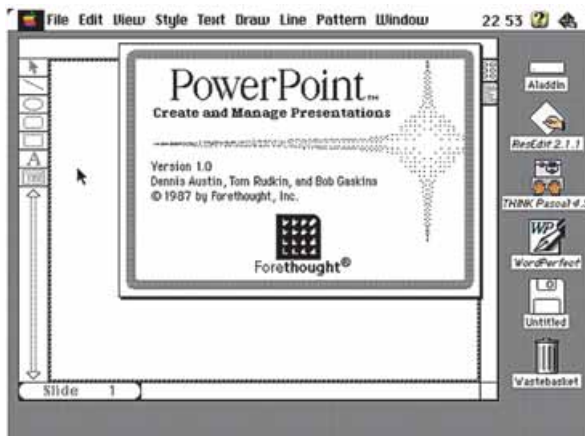 File Edit View Style Text Draw Line Pattern Window 22 53
PowerPoint™
Create and Manage Presentations
Version 1.0
Dennis Austin, Tom Rudkin, and Bob Gaskins
© 1987 by Forethought, Inc.
Forethought®
A
Slide 1
Aladdin
ResEdit 2.1.1
THINK Pascal 4.
WP
WordPerfect
Untitled
Wastebasket